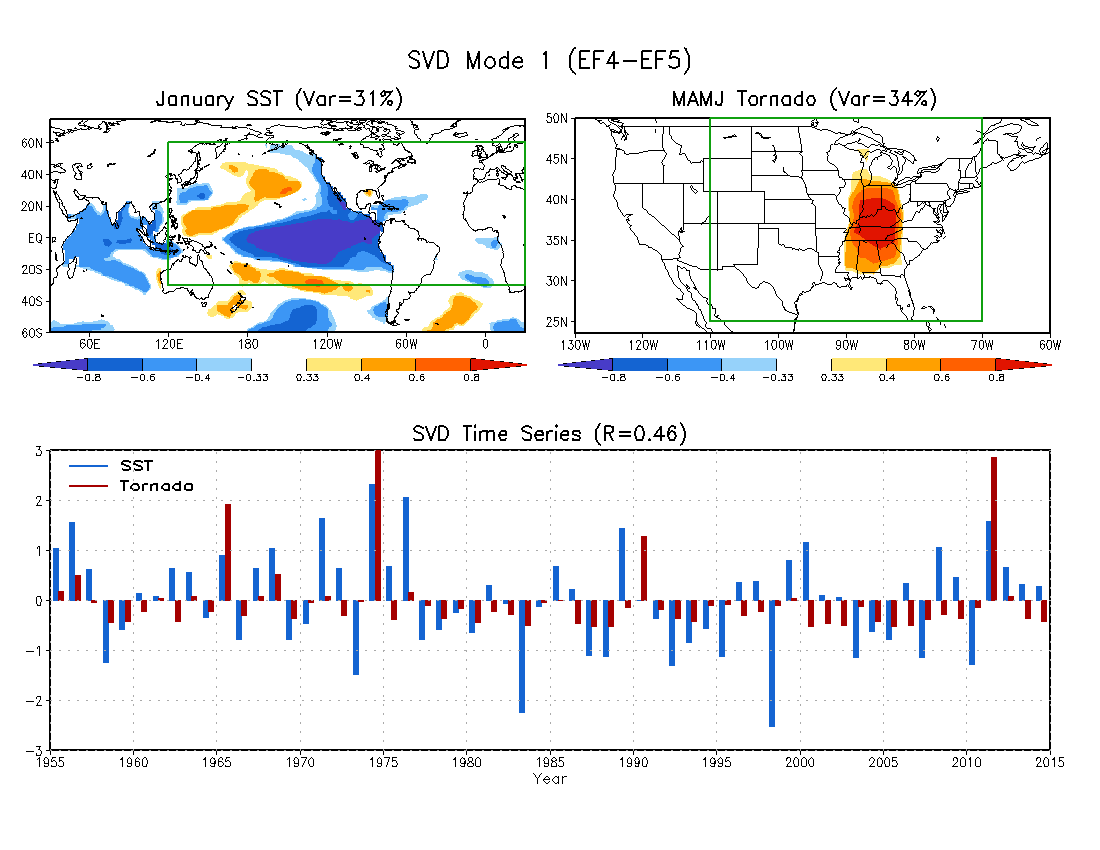 SVD Mode 1 (EF4-EF5)
January SST (Var=31%)
MAMJ Tornado (Var=34%)
60N
40N
20N
EQ
20S
40S
60S
60E 120E 180 120W 60W 0
-0.8 -0.6 -0.4 -0.33 0.33 0.4 0.6 0.8
50N
45N
40N
35N
30N
25N
130W 120W 110W 100W 90W 80W 70W 60W
-0.8 -0.6 -0.4 -0.33 0.33 0.4 0.6 0.8
SVD Time Series (R=0.46)
SST
Tornado
3
2
1
0
-1
-2
-3
1955 1960 1965 1970 1975 1980 1985 1990 1995 2000 2005 2010 2015
Year